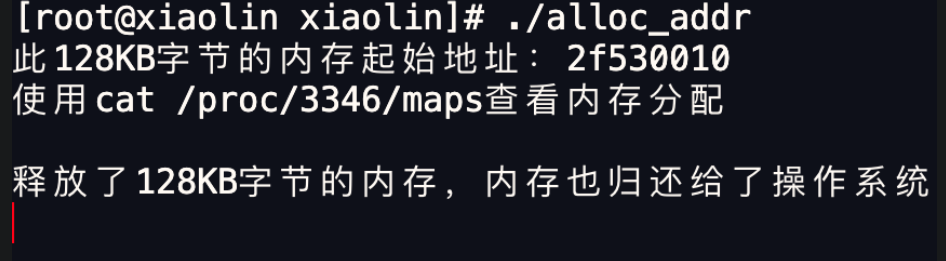 [root@xiaolin xiaolin]# ./alloc_addr
此128KB字节的内存起始地址：2f530010
使用cat /proc/3346/maps查看内存分配
释放了128KB字节的内存，内存也归还给了操作系统